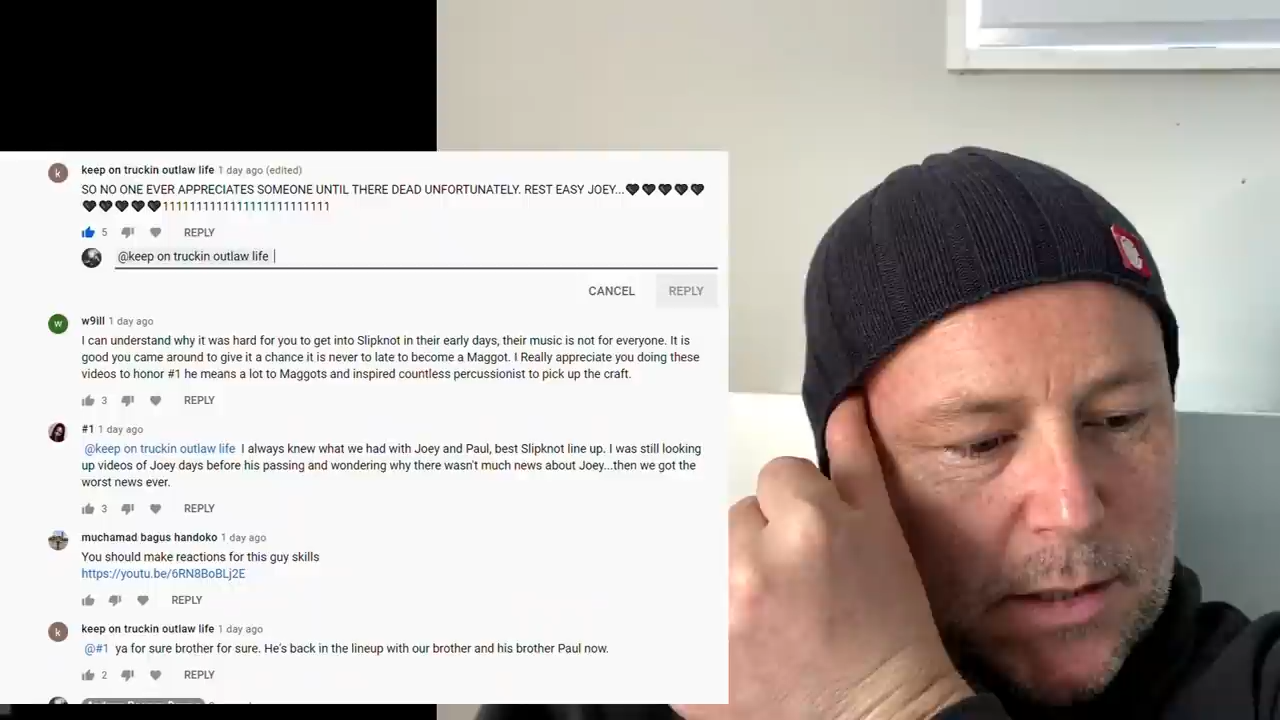 keep on truckin outlaw life 1 day ago (edited)
SO NO ONE EVER APPRECIATES SOMEONE UNTIL THERE DEAD UNFORTUNATELY. REST EASY JOEY...🖤🖤🖤🖤🖤
🖤🖤🖤🖤🖤1111111111111111111111111
5 REPLY
@keep on truckin outlaw life
CANCEL REPLY
w w9ill 1 day ago
I can understand why it was hard for you to get into Slipknot in their early days, their music is not for everyone. It is
good you came around to give it a chance it is never to late to become a Maggot. I Really appreciate you doing these
videos to honor #1 he means a lot to Maggots and inspired countless percussionist to pick up the craft.
3 REPLY
#1 1 day ago
@keep on truckin outlaw life I always knew what we had with Joey and Paul, best Slipknot line up. I was still looking
up videos of Joey days before his passing and wondering why there wasn't much news about Joey...then we got the
worst news ever.
3 REPLY
muchamad bagus handoko 1 day ago
You should make reactions for this guy skills
https://youtu.be/6RN8BoBLj2E
REPLY
k keep on truckin outlaw life 1 day ago
@#1 ya for sure brother for sure. He's back in the lineup with our brother and his brother Paul now.
2 REPLY